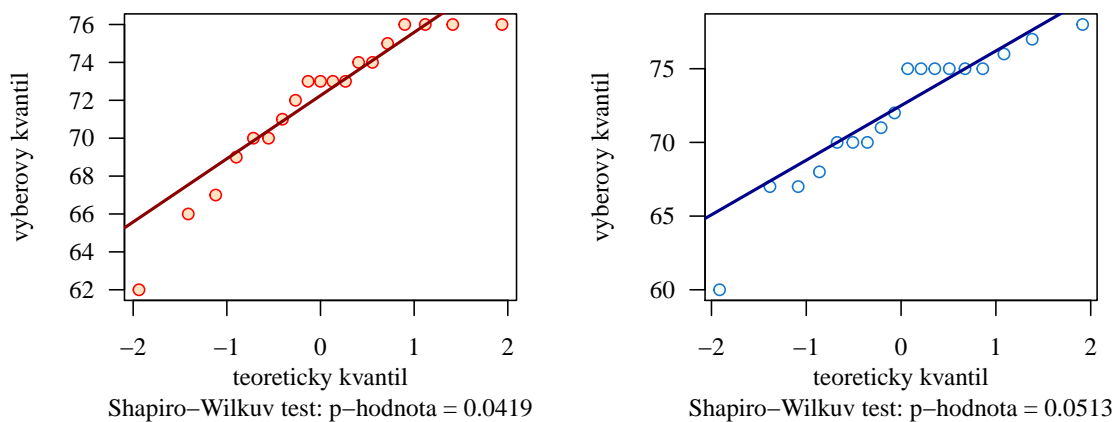 76
74
72
70
68
66
64
62
vyberovy kvantil
−2 −1 0 1 2
teoreticky kvantil
Shapiro−Wilkuv test: p−hodnota = 0.0419
75
70
65
60
vyberovy kvantil
−2 −1 0 1 2
teoreticky kvantil
Shapiro−Wilkuv test: p−hodnota = 0.0513